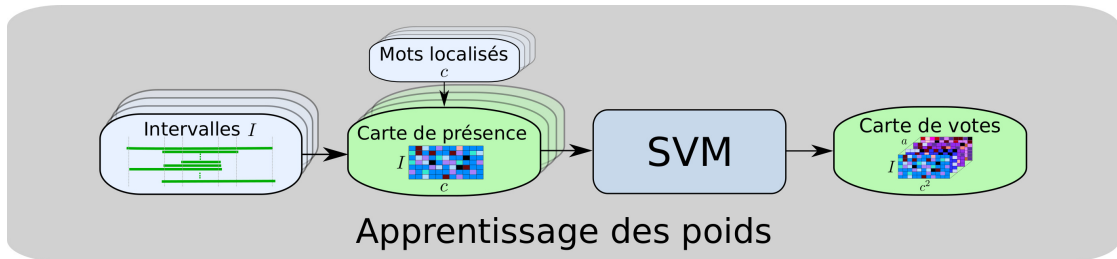 Mots localisés
c
Intervalles I
Carte de présence
I
c
SVM
Carte de votes
a
I
c²
Apprentissage des poids